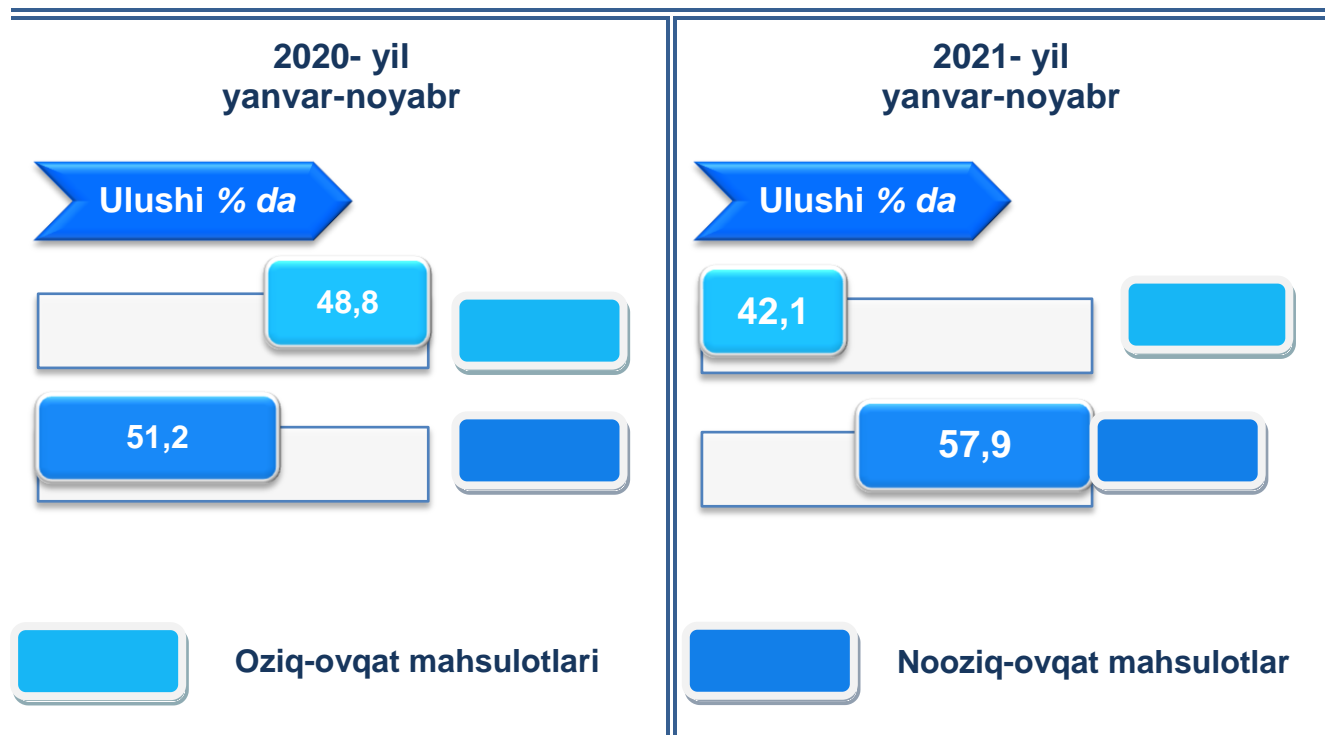 2020- yil
yanvar-noyabr
Ulushi % da
48,8
51,2
2021- yil
yanvar-noyabr
Ulushi % da
42,1
57,9
Oziq-ovqat mahsulotlari
Nooziq-ovqat mahsulotlar